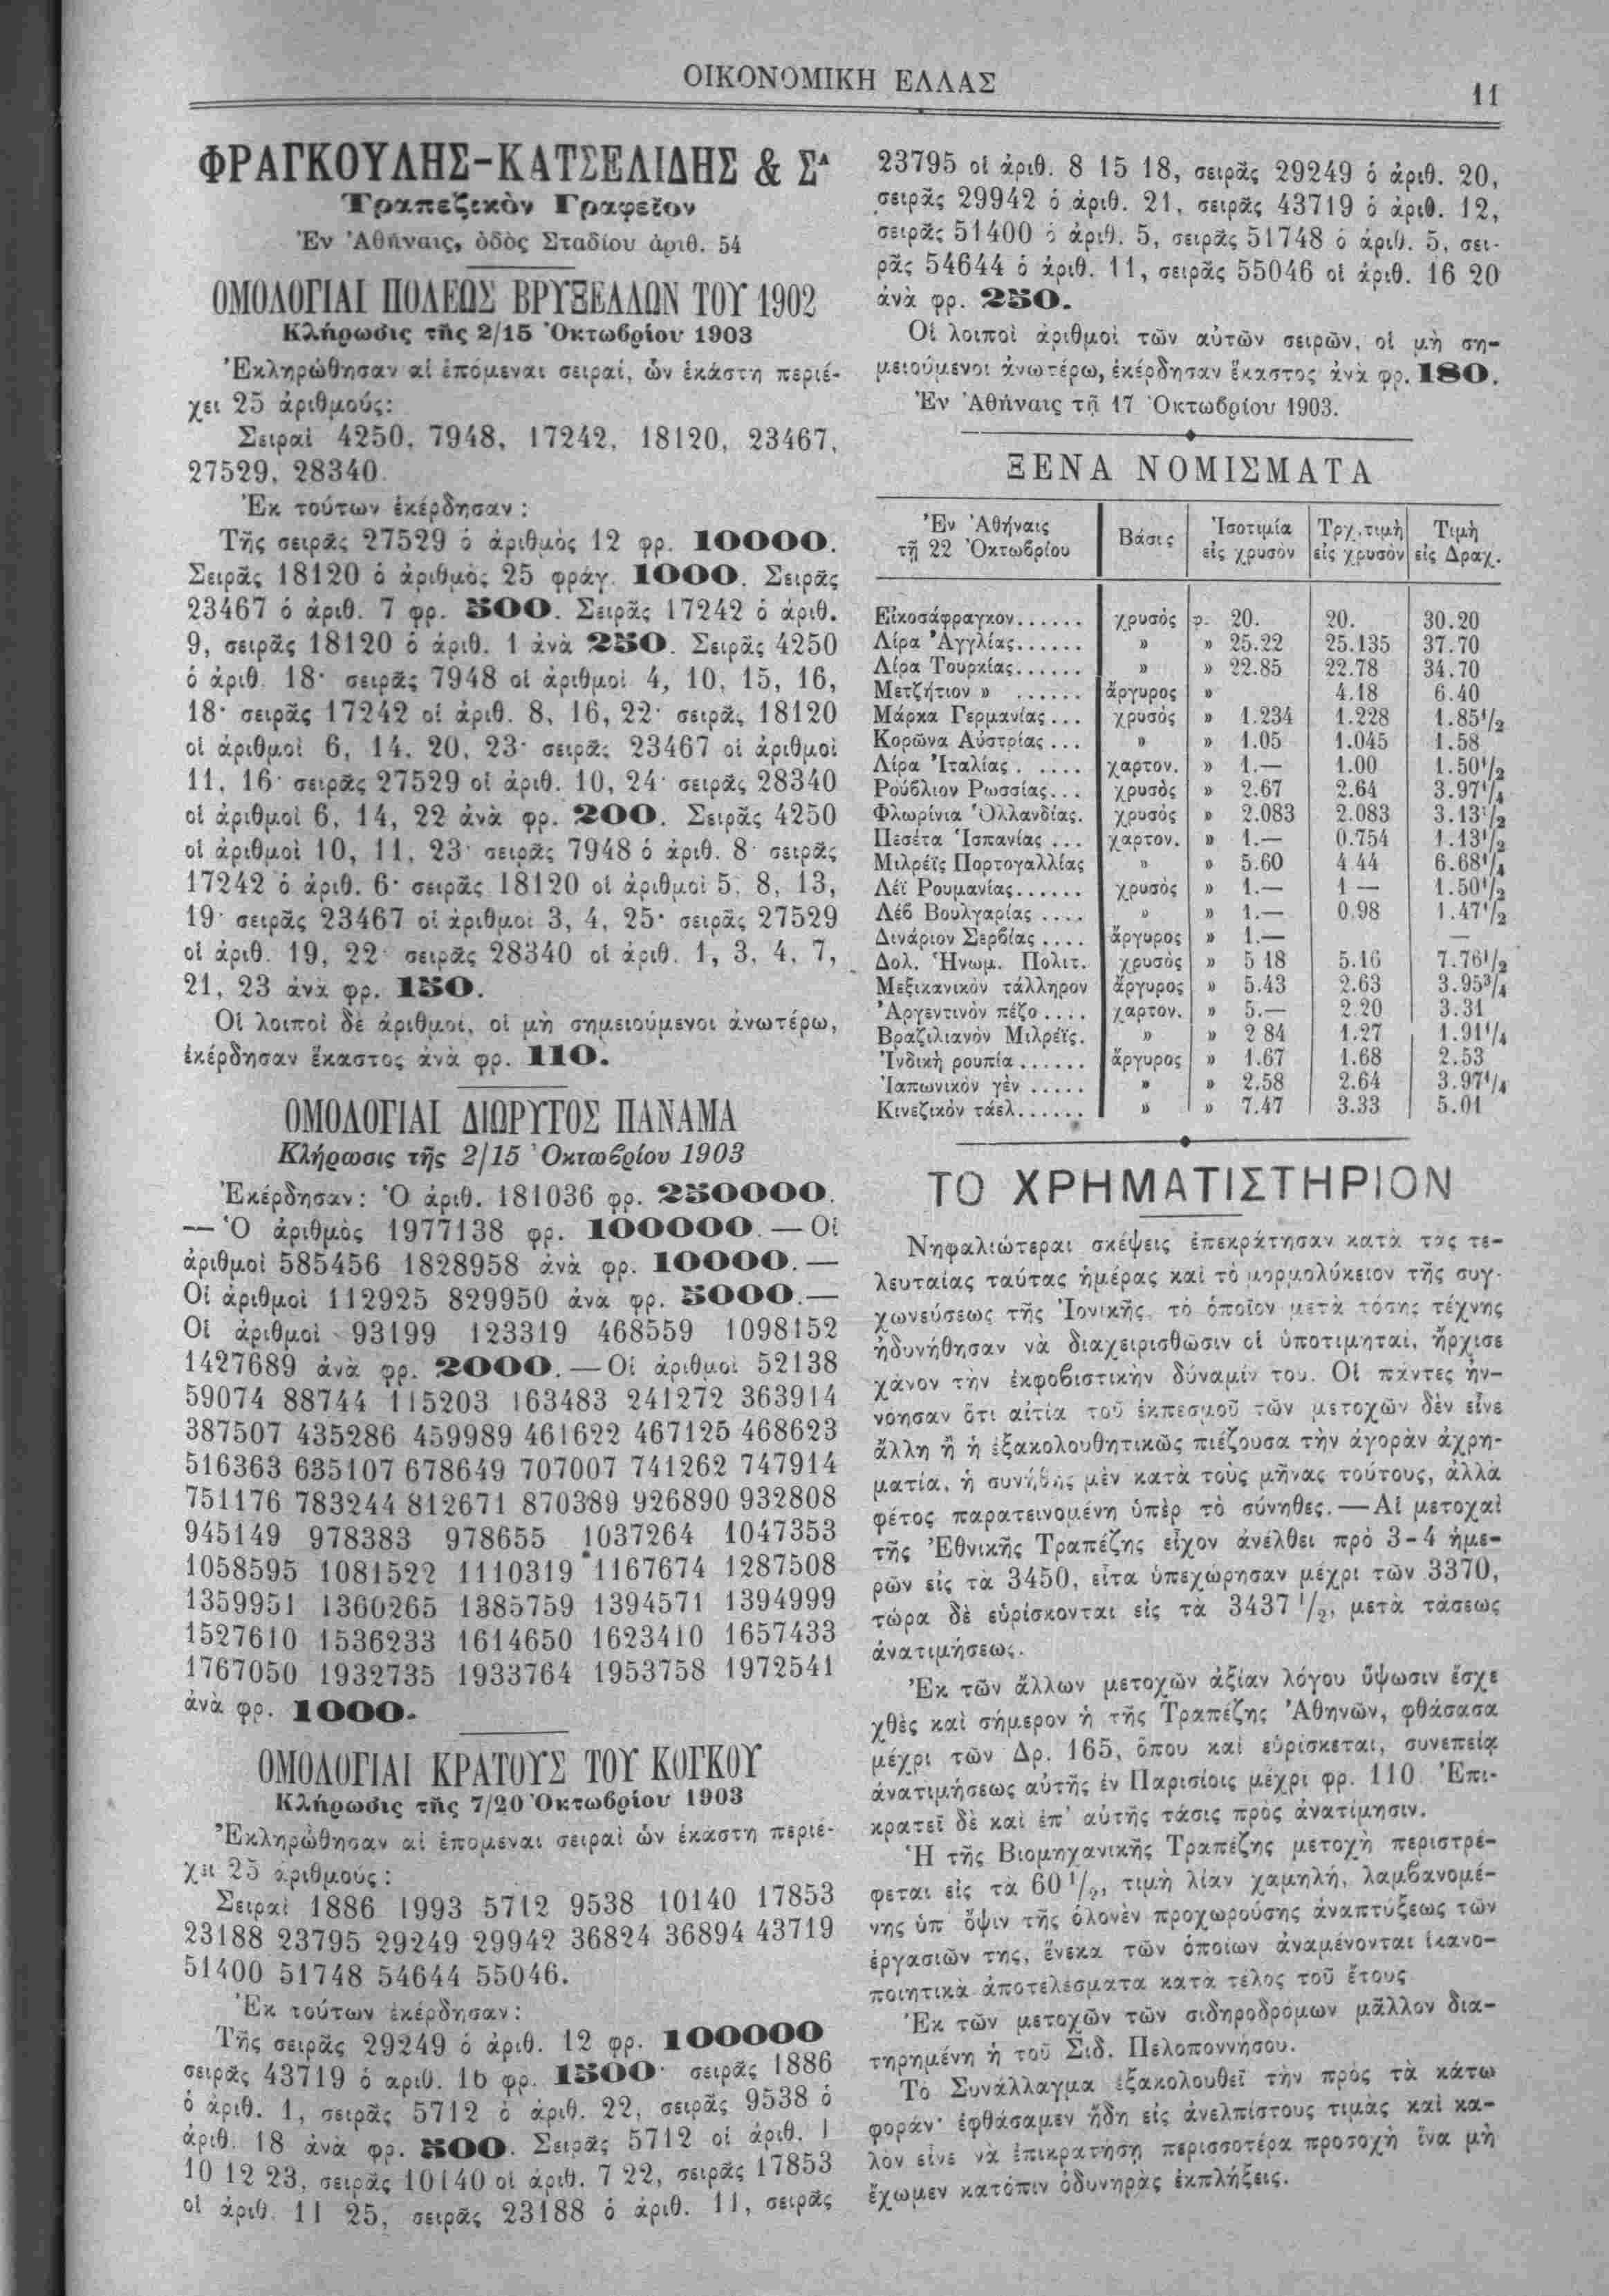 ΟΙΚΟΝΟΜΙΚΗ ΕΛΛΑΣ
11
ΦΡΑΓΚΟΥΛΗΣ-ΚΑΤΣΕΛΙΔΗΣ & Σᴬ
Τραπεζικὸν Γραφεῖον
Ἐν Ἀθήναις, ὁδὸς Σταδίου ἀριθ. 54
ΟΜΟΛΟΓΙΑΙ ΠΟΛΕΩΣ ΒΡΥΞΕΛΛΩΝ ΤΟΥ 1902
Κλήρωσις τῆς 2/15 Ὀκτωβρίου 1903
Ἐκληρώθησαν αἱ ἑπόμεναι σειραί, ὧν ἑκάστη περιέ-
χει 25 ἀριθμούς:
Σειραὶ 4250, 7948, 17242, 18120, 23467,
27529, 28340.
Ἐκ τούτων ἐκέρδησαν :
Τῆς σειρᾶς 27529 ὁ ἀριθμὸς 12 φρ. 10000.
Σειρᾶς 18120 ὁ ἀριθμὸς 25 φράγ. 1000. Σειρᾶς
23467 ὁ ἀριθ. 7 φρ. 500. Σειρᾶς 17242 ὁ ἀριθ.
9, σειρᾶς 18120 ὁ ἀριθ. 1 ἀνὰ 250. Σειρᾶς 4250
ὁ ἀριθ. 18· σειρᾶς 7948 οἱ ἀριθμοὶ 4, 10, 15, 16,
18· σειρᾶς 17242 οἱ ἀριθ. 8, 16, 22· σειρᾶς 18120
οἱ ἀριθμοὶ 6, 14, 20, 23· σειρᾶς 23467 οἱ ἀριθμοὶ
11, 16· σειρᾶς 27529 οἱ ἀριθ. 10, 24· σειρᾶς 28340
οἱ ἀριθμοὶ 6, 14, 22 ἀνὰ φρ. 200. Σειρᾶς 4250
οἱ ἀριθμοὶ 10, 11, 23· σειρᾶς 7948 ὁ ἀριθ. 8· σειρᾶς
17242 ὁ ἀριθ. 6· σειρᾶς 18120 οἱ ἀριθμοὶ 5, 8, 13,
19· σειρᾶς 23467 οἱ ἀριθμοὶ 3, 4, 25· σειρᾶς 27529
οἱ ἀριθ. 19, 22· σειρᾶς 28340 οἱ ἀριθ. 1, 3, 4, 7,
21, 23 ἀνὰ φρ. 150.
Οἱ λοιποὶ δὲ ἀριθμοί, οἱ μὴ σημειούμενοι ἀνωτέρω,
ἐκέρδησαν ἕκαστος ἀνὰ φρ. 110.
ΟΜΟΛΟΓΙΑΙ ΔΙΩΡΥΓΟΣ ΠΑΝΑΜΑ
Κλήρωσις τῆς 2/15 Ὀκτωβρίου 1903
Ἐκέρδησαν: Ὁ ἀριθ. 181036 φρ. 250000.
— Ὁ ἀριθμὸς 1977138 φρ. 100000. — Οἱ
ἀριθμοὶ 585456 1828958 ἀνὰ φρ. 10000. —
Οἱ ἀριθμοὶ 112925 829950 ἀνὰ φρ. 5000.—
Οἱ ἀριθμοὶ 93199 123319 468559 1098152
1427689 ἀνὰ φρ. 2000. — Οἱ ἀριθμοὶ 52138
59074 88744 115203 163483 241272 363914
387507 435286 459989 461622 467125 468623
516363 635107 678649 707007 741262 747914
751176 783244 812671 870389 926890 932808
945149 978383 978655 1037264 1047353
1058595 1081522 1110319 1167674 1287508
1359951 1360265 1385759 1394571 1394999
1527610 1536233 1614650 1623410 1657433
1767050 1932735 1933764 1953758 1972541
ἀνὰ φρ. 1000.
ΟΜΟΛΟΓΙΑΙ ΚΡΑΤΟΥΣ ΤΟΥ ΚΟΓΚΟΥ
Κλήρωσις τῆς 7/20 Ὀκτωβρίου 1903
Ἐκληρώθησαν αἱ ἑπομεναι σειραὶ ὧν ἑκάστη περιέ-
χει 25 ἀριθμούς :
Σειραὶ 1886 1993 5712 9538 10140 17853
23188 23795 29249 29942 36824 36894 43719
51400 51748 54644 55046.
Ἐκ τούτων ἐκέρδησαν :
Τῆς σειρᾶς 29249 ὁ ἀριθ. 12 φρ. 100000
σειρᾶς 43719 ὁ αριθ. 16 φρ. 1500· σειρᾶς 1886
ὁ ἀριθ. 1, σειρᾶς 5712 ὁ ἀριθ. 22, σειρᾶς 9538 ὁ
ἀριθ. 18 ἀνὰ φρ. 500. Σειρᾶς 5712 οἱ ἀριθ. 1
10 12 23, σειρᾶς 10140 οἱ ἀριθ. 7 22, σειρᾶς 17853
οἱ ἀριθ. 11 25, σειρᾶς 23188 ὁ ἀριθ. 11, σειρᾶς
23795 οἱ ἀριθ. 8 15 18, σειρᾶς 29249 ὁ ἀριθ. 20,
σειρᾶς 29942 ὁ ἀριθ. 21, σειρᾶς 43719 ὁ ἀριθ. 12,
σειρᾶς 51400 ὁ ἀριθ. 5, σειρᾶς 51748 ὁ ἀριθ. 5, σει-
ρᾶς 54644 ὁ ἀριθ. 11, σειρᾶς 55046 οἱ ἀριθ. 16 20
ἀνὰ φρ. 250.
Οἱ λοιποὶ ἀριθμοὶ τῶν αὐτῶν σειρῶν, οἱ μὴ ση-
μειούμενοι ἀνωτέρω, ἐκέρδησαν ἕκαστος ἀνὰ φρ. 180.
Ἐν Ἀθήναις τῇ 17 Ὀκτωβρίου 1903.
ΞΕΝΑ ΝΟΜΙΣΜΑΤΑ
Ἐν Ἀθήναις τῇ 22 Ὀκτωβρίου | Βάσις | Ἰσοτιμία εἰς χρυσὸν | Τρχ. τιμὴ εἰς χρυσὸν | Τιμὴ εἰς Δραχ.
Εἰκοσάφραγκον...... χρυσὸς φ. 20. 20. 30.20
Λίρα Ἀγγλίας...... » » 25.22 25.135 37.70
Λίρα Τουρκίας...... » » 22.85 22.78 34.70
Μετζήτιον » ...... ἄργυρος » 4.18 6.40
Μάρκα Γερμανίας... χρυσὸς » 1.234 1.228 1.85¹/₂
Κορῶνα Αὐστρίας ... » » 1.05 1.045 1.58
Λίρα Ἰταλίας . .... χαρτον. » 1.— 1.00 1.50¹/₂
Ρούβλιον Ρωσσίας... χρυσὸς » 2.67 2.64 3.97¹/₄
Φλωρίνια Ὁλλανδίας. χρυσὸς » 2.083 2.083 3.13¹/₂
Πεσέτα Ἱσπανίας ... χαρτον. » 1.— 0.754 1.13¹/₂
Μιλρέϊς Πορτογαλλίας » » 5.60 4.44 6.68¹/₄
Λέϊ Ρουμανίας...... χρυσὸς » 1.— 1 — 1.50¹/₂
Λέβ Βουλγαρίας .... » » 1.— 0.98 1.47¹/₂
Δινάριον Σερβίας .... ἄργυρος » 1.— —
Δολ. Ἡνωμ. Πολιτ. χρυσὸς » 5 18 5.16 7.76¹/₂
Μεξικανικὸν τάλληρον ἄργυρος » 5.43 2.63 3.95³/₄
Ἀργεντινὸν πέζο .... χαρτον. » 5.— 2.20 3.31
Βραζιλιανὸν Μιλρέϊς. » » 2 84 1.27 1.91¹/₄
Ἰνδικὴ ρουπία ...... ἄργυρος » 1.67 1.68 2.53
Ἰαπωνικὸν γὲν ..... » » 2.58 2.64 3.97¹/₄
Κινεζικὸν τάελ...... » » 7.47 3.33 5.01
ΤΟ ΧΡΗΜΑΤΙΣΤΗΡΙΟΝ
Νηφαλιώτεραι σκέψεις ἐπεκράτησαν κατὰ τὰς τε-
λευταίας ταύτας ἡμέρας καὶ τὸ μορμολύκειον τῆς συγ-
χωνεύσεως τῆς Ἰονικῆς, τὸ ὁποῖον μετὰ τόσης τέχνης
ἠδυνήθησαν νὰ διαχειρισθῶσιν οἱ ὑποτιμηταί, ἤρχισε
χάνον τὴν ἐκφοβιστικὴν δύναμίν του. Οἱ πάντες ἠν-
νόησαν ὅτι αἰτία τοῦ ἐκπεσμοῦ τῶν μετοχῶν δὲν εἶνε
ἄλλη ἢ ἡ ἐξακολουθητικῶς πιέζουσα τὴν ἀγορὰν ἀχρη-
ματία, ἡ συνήθης μὲν κατὰ τοὺς μῆνας τούτους, ἀλλὰ
φέτος παρατεινομένη ὑπὲρ τὸ σύνηθες. — Αἱ μετοχαὶ
τῆς Ἐθνικῆς Τραπέζης εἶχον ἀνέλθει πρὸ 3-4 ἡμε-
ρῶν εἰς τὰ 3450, εἶτα ὑπεχώρησαν μέχρι τῶν 3370,
τώρα δὲ εὑρίσκονται εἰς τὰ 3437 ¹/₂, μετὰ τάσεως
ἀνατιμήσεως.
Ἐκ τῶν ἄλλων μετοχῶν ἀξίαν λόγου ὕψωσιν ἔσχε
χθὲς καὶ σήμερον ἡ τῆς Τραπέζης Ἀθηνῶν, φθάσασα
μέχρι τῶν Δρ. 165, ὅπου καὶ εὑρίσκεται, συνεπείᾳ
ἀνατιμήσεως αὐτῆς ἐν Παρισίοις μέχρι φρ. 110. Ἐπι-
κρατεῖ δὲ καὶ ἐπ' αὐτῆς τάσις πρὸς ἀνατίμησιν.
Ἡ τῆς Βιομηχανικῆς Τραπέζης μετοχὴ περιστρέ-
φεται εἰς τὰ 60 ¹/₂, τιμὴ λίαν χαμηλή, λαμβανομέ-
νης ὑπ' ὄψιν τῆς ὁλονὲν προχωρούσης ἀναπτύξεως τῶν
ἐργασιῶν της, ἕνεκα τῶν ὁποίων ἀναμένονται ἱκανο-
ποιητικὰ ἀποτελέσματα κατὰ τέλος τοῦ ἔτους.
Ἐκ τῶν μετοχῶν τῶν σιδηροδρόμων μᾶλλον δια-
τηρημένη ἡ τοῦ Σιδ. Πελοποννήσου.
Τὸ Συνάλλαγμα ἐξακολουθεῖ τὴν πρὸς τὰ κάτω
φοράν· ἐφθάσαμεν ἤδη εἰς ἀνελπίστους τιμὰς καὶ κα-
λὸν εἶνε νὰ ἐπικρατήσῃ περισσοτέρα προσοχὴ ἵνα μὴ
ἔχωμεν κατόπιν ὀδυνηρὰς ἐκπλήξεις.